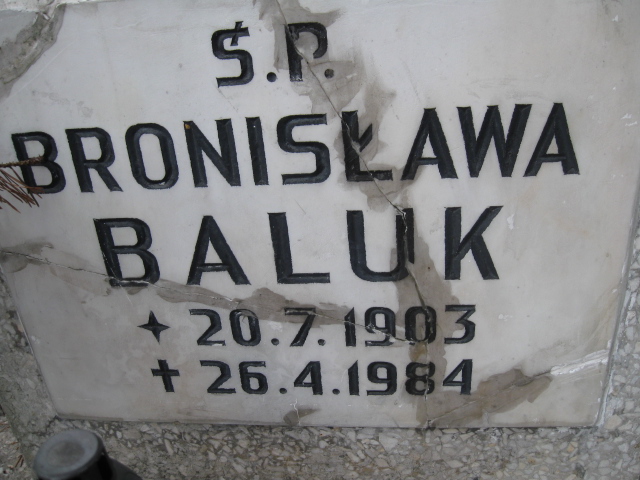 Ś.P.
BRONISŁAWA
BALUK
✦ 20.7.1903
✝ 26.4.1984